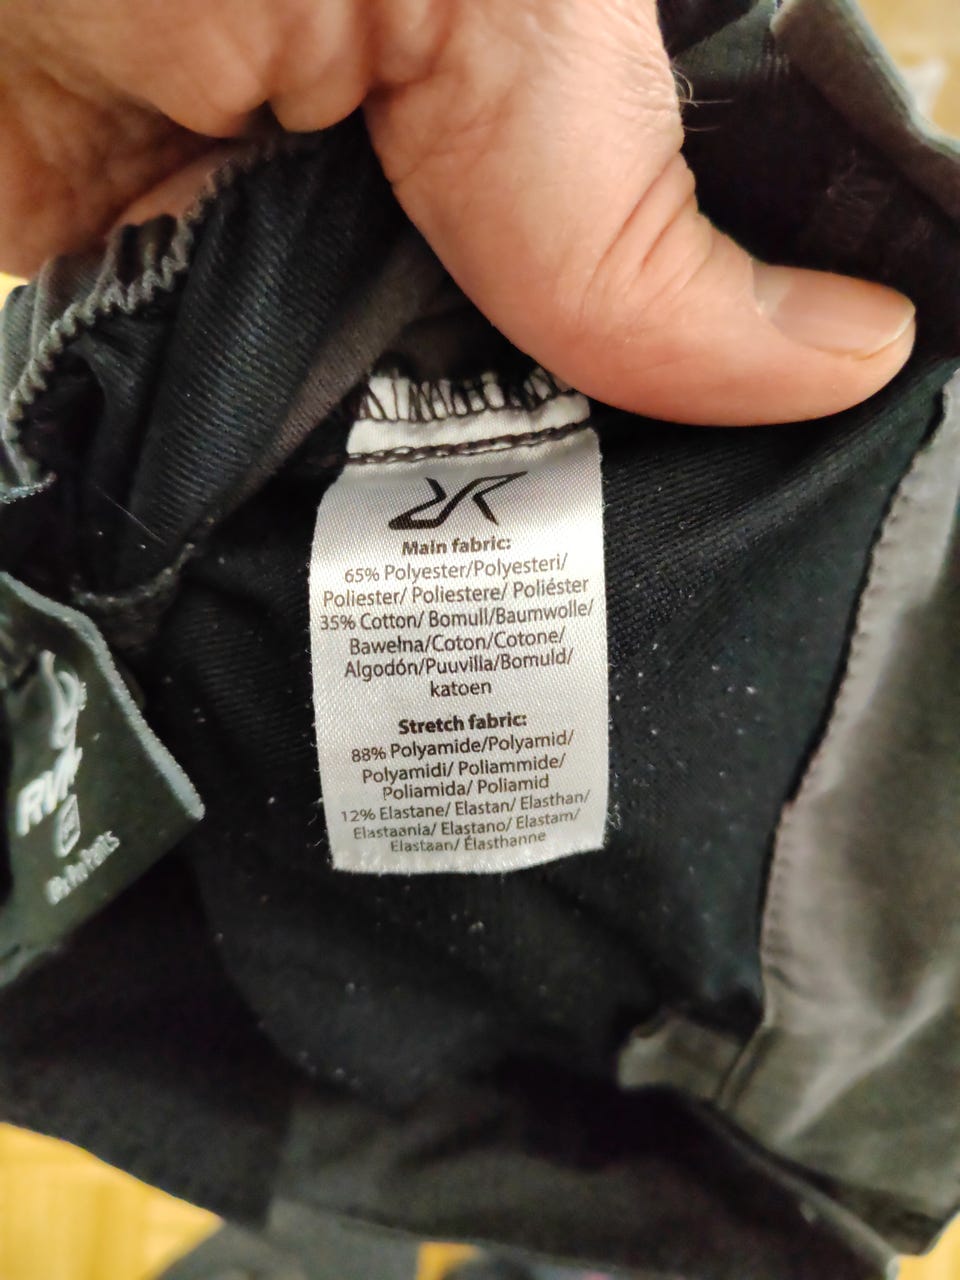 Main fabric:
65% Polyester/Polyesteri/
Poliester/ Poliestere/ Poliéster
35% Cotton/ Bomull/Baumwolle/
Bawełna/Coton/Cotone/
Algodón/Puuvilla/Bomuld/
katoen
Stretch fabric:
88% Polyamide/Polyamid/
Polyamidi/ Poliammide/
Poliamida/ Poliamid
12% Elastane/ Elastan/ Elasthan/
Elastaania/ Elastano/ Elastam/
Elastaan/ Élasthanne